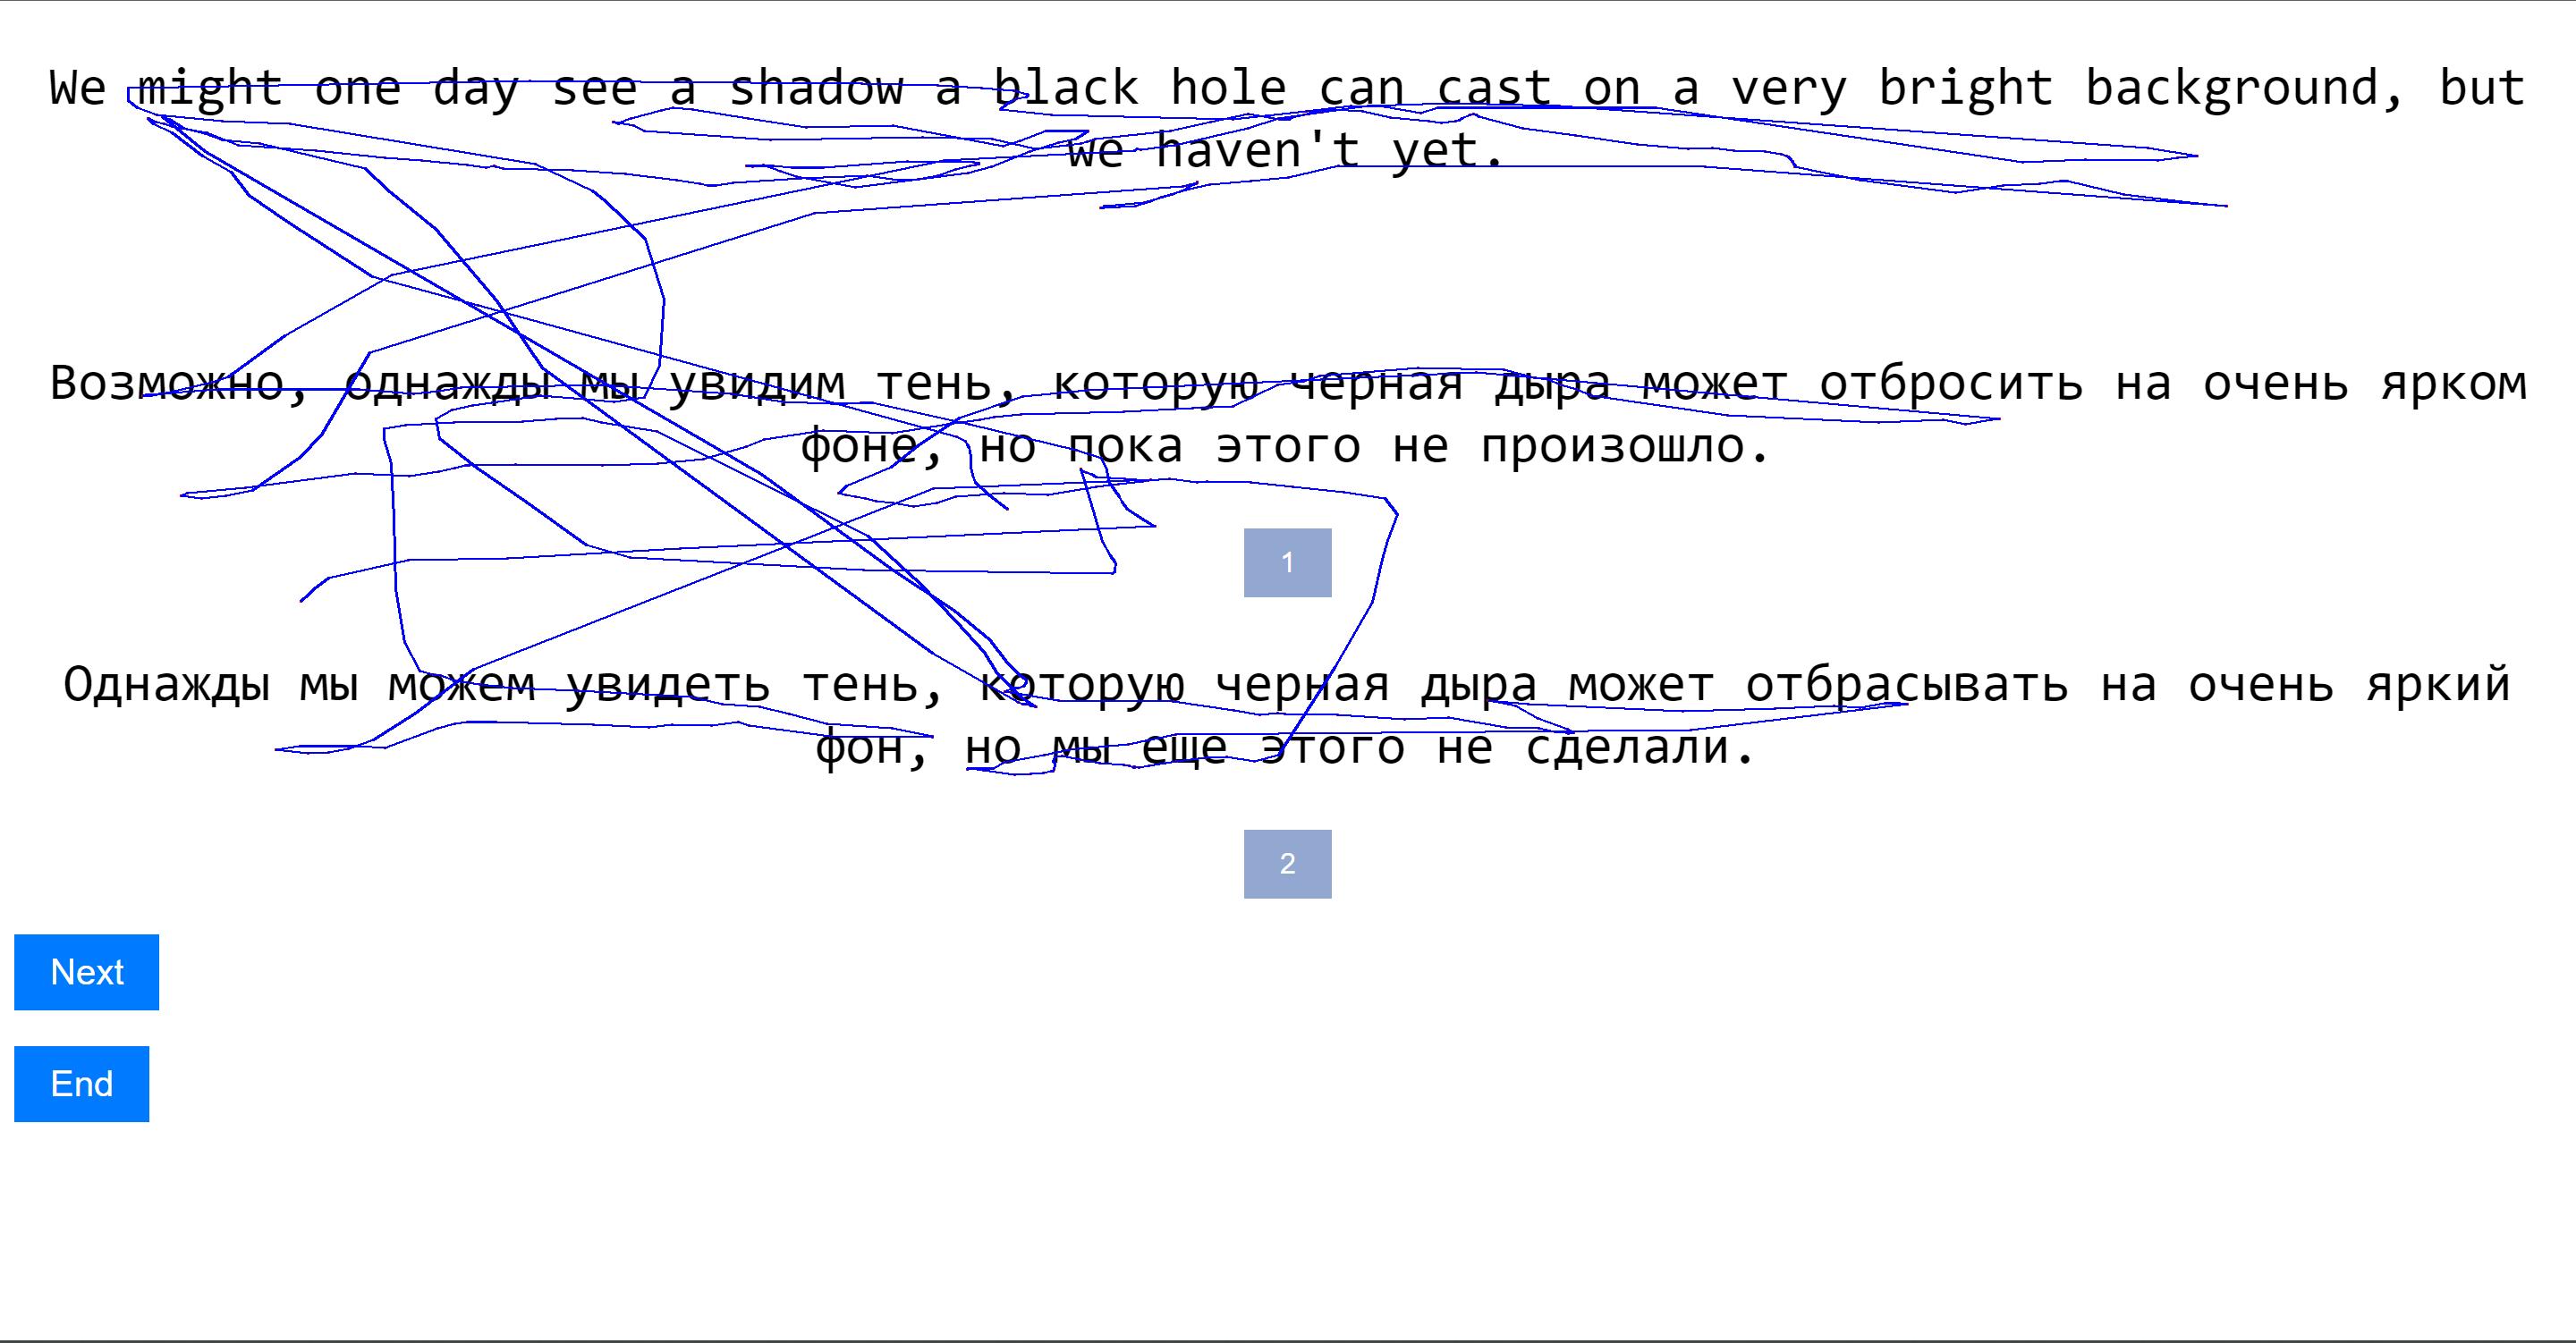 We might one day see a shadow a black hole can cast on a very bright background, but
we haven't yet.
Возможно, однажды мы увидим тень, которую черная дыра может отбросить на очень ярком
фоне, но пока этого не произошло.
1
Однажды мы можем увидеть тень, которую черная дыра может отбрасывать на очень яркий
фон, но мы еще этого не сделали.
2
Next
End